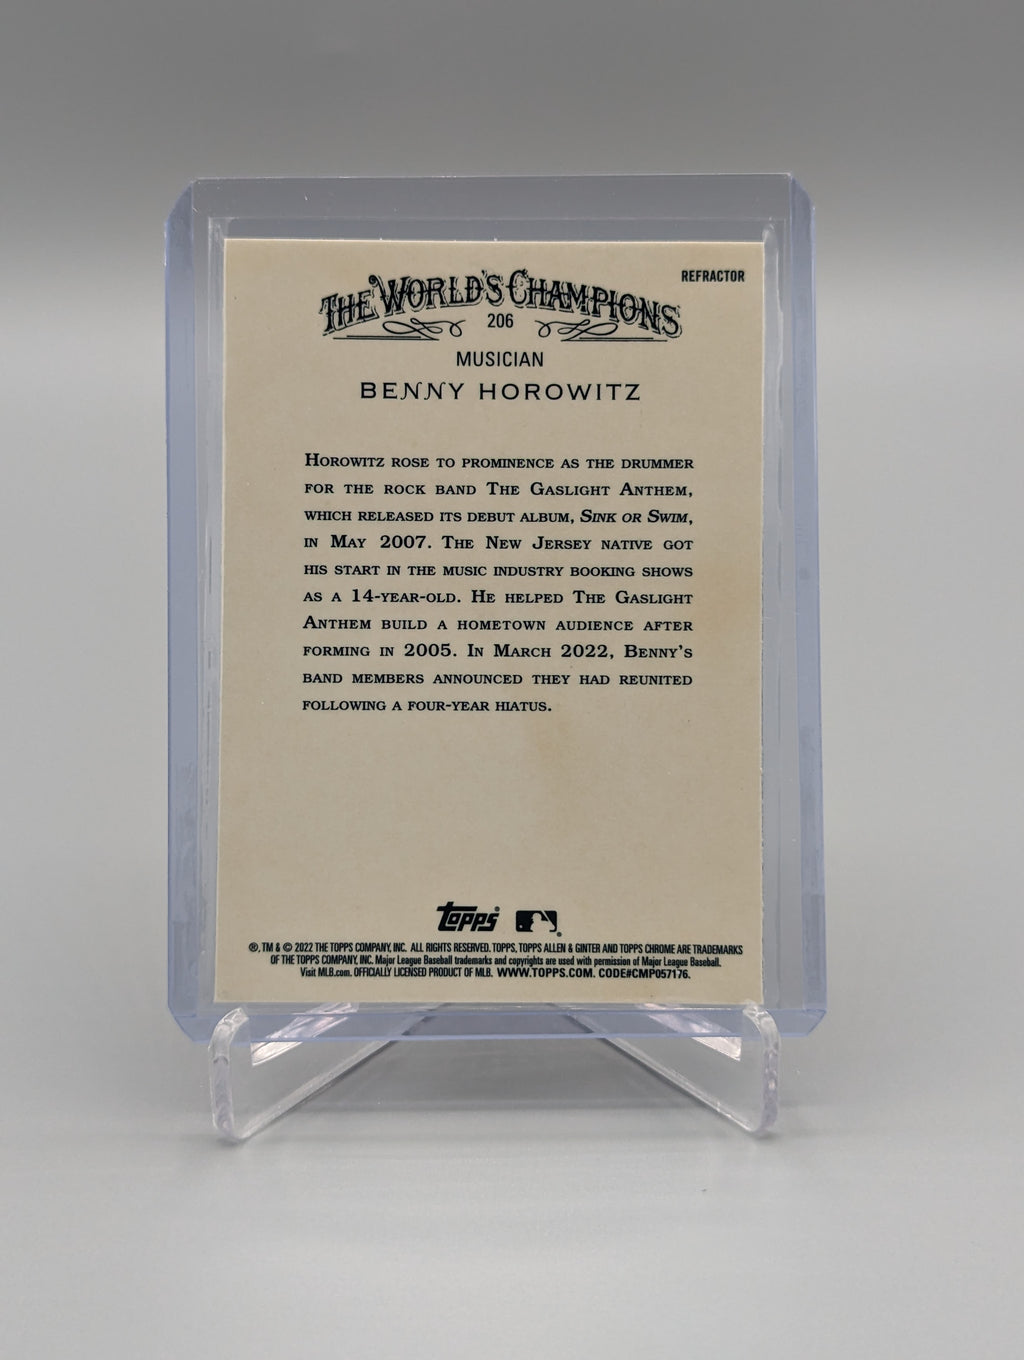 REFRACTOR
THE WORLD'S CHAMPIONS
206
MUSICIAN
BENNY HOROWITZ
HOROWITZ ROSE TO PROMINENCE AS THE DRUMMER
FOR THE ROCK BAND THE GASLIGHT ANTHEM,
WHICH RELEASED ITS DEBUT ALBUM, SINK OR SWIM,
IN MAY 2007. THE NEW JERSEY NATIVE GOT
HIS START IN THE MUSIC INDUSTRY BOOKING SHOWS
AS A 14-YEAR-OLD. HE HELPED THE GASLIGHT
ANTHEM BUILD A HOMETOWN AUDIENCE AFTER
FORMING IN 2005. IN MARCH 2022, BENNY'S
BAND MEMBERS ANNOUNCED THEY HAD REUNITED
FOLLOWING A FOUR-YEAR HIATUS.
Topps®
®, TM & © 2022 THE TOPPS COMPANY, INC. ALL RIGHTS RESERVED. TOPPS, TOPPS ALLEN & GINTER AND TOPPS CHROME ARE TRADEMARKS
OF THE TOPPS COMPANY, INC. Major League Baseball trademarks and copyrights are used with permission of Major League Baseball.
Visit MLB.com. OFFICIALLY LICENSED PRODUCT OF MLB. WWW.TOPPS.COM. CODE#CMP057176.